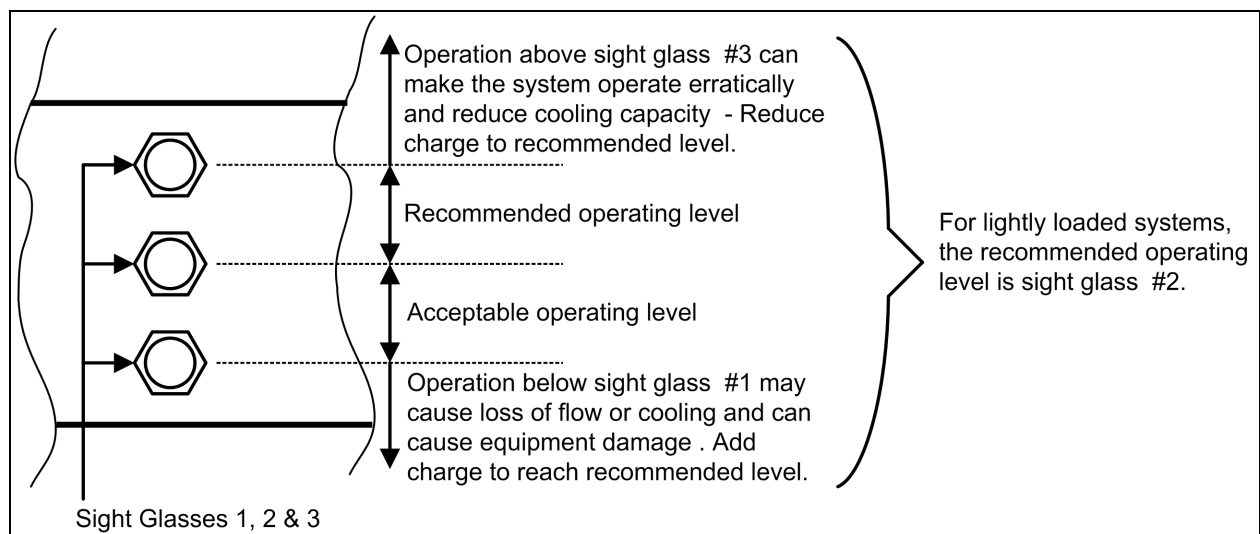 Operation above sight glass #3 can
make the system operate erratically
and reduce cooling capacity - Reduce
charge to recommended level.
Recommended operating level
For lightly loaded systems,
the recommended operating
level is sight glass #2.
Acceptable operating level
Operation below sight glass #1 may
cause loss of flow or cooling and can
cause equipment damage . Add
charge to reach recommended level.
Sight Glasses 1, 2 & 3